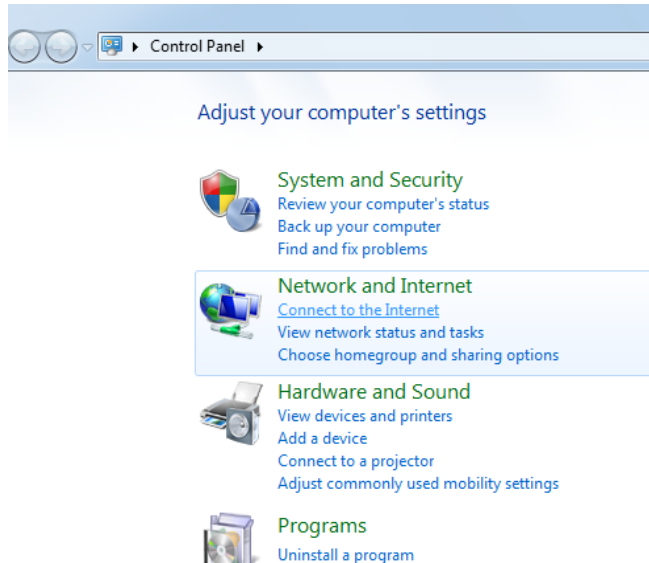 Control Panel
Adjust your computer's settings
System and Security
Review your computer's status
Back up your computer
Find and fix problems
Network and Internet
Connect to the Internet
View network status and tasks
Choose homegroup and sharing options
Hardware and Sound
View devices and printers
Add a device
Connect to a projector
Adjust commonly used mobility settings
Programs
Uninstall a program